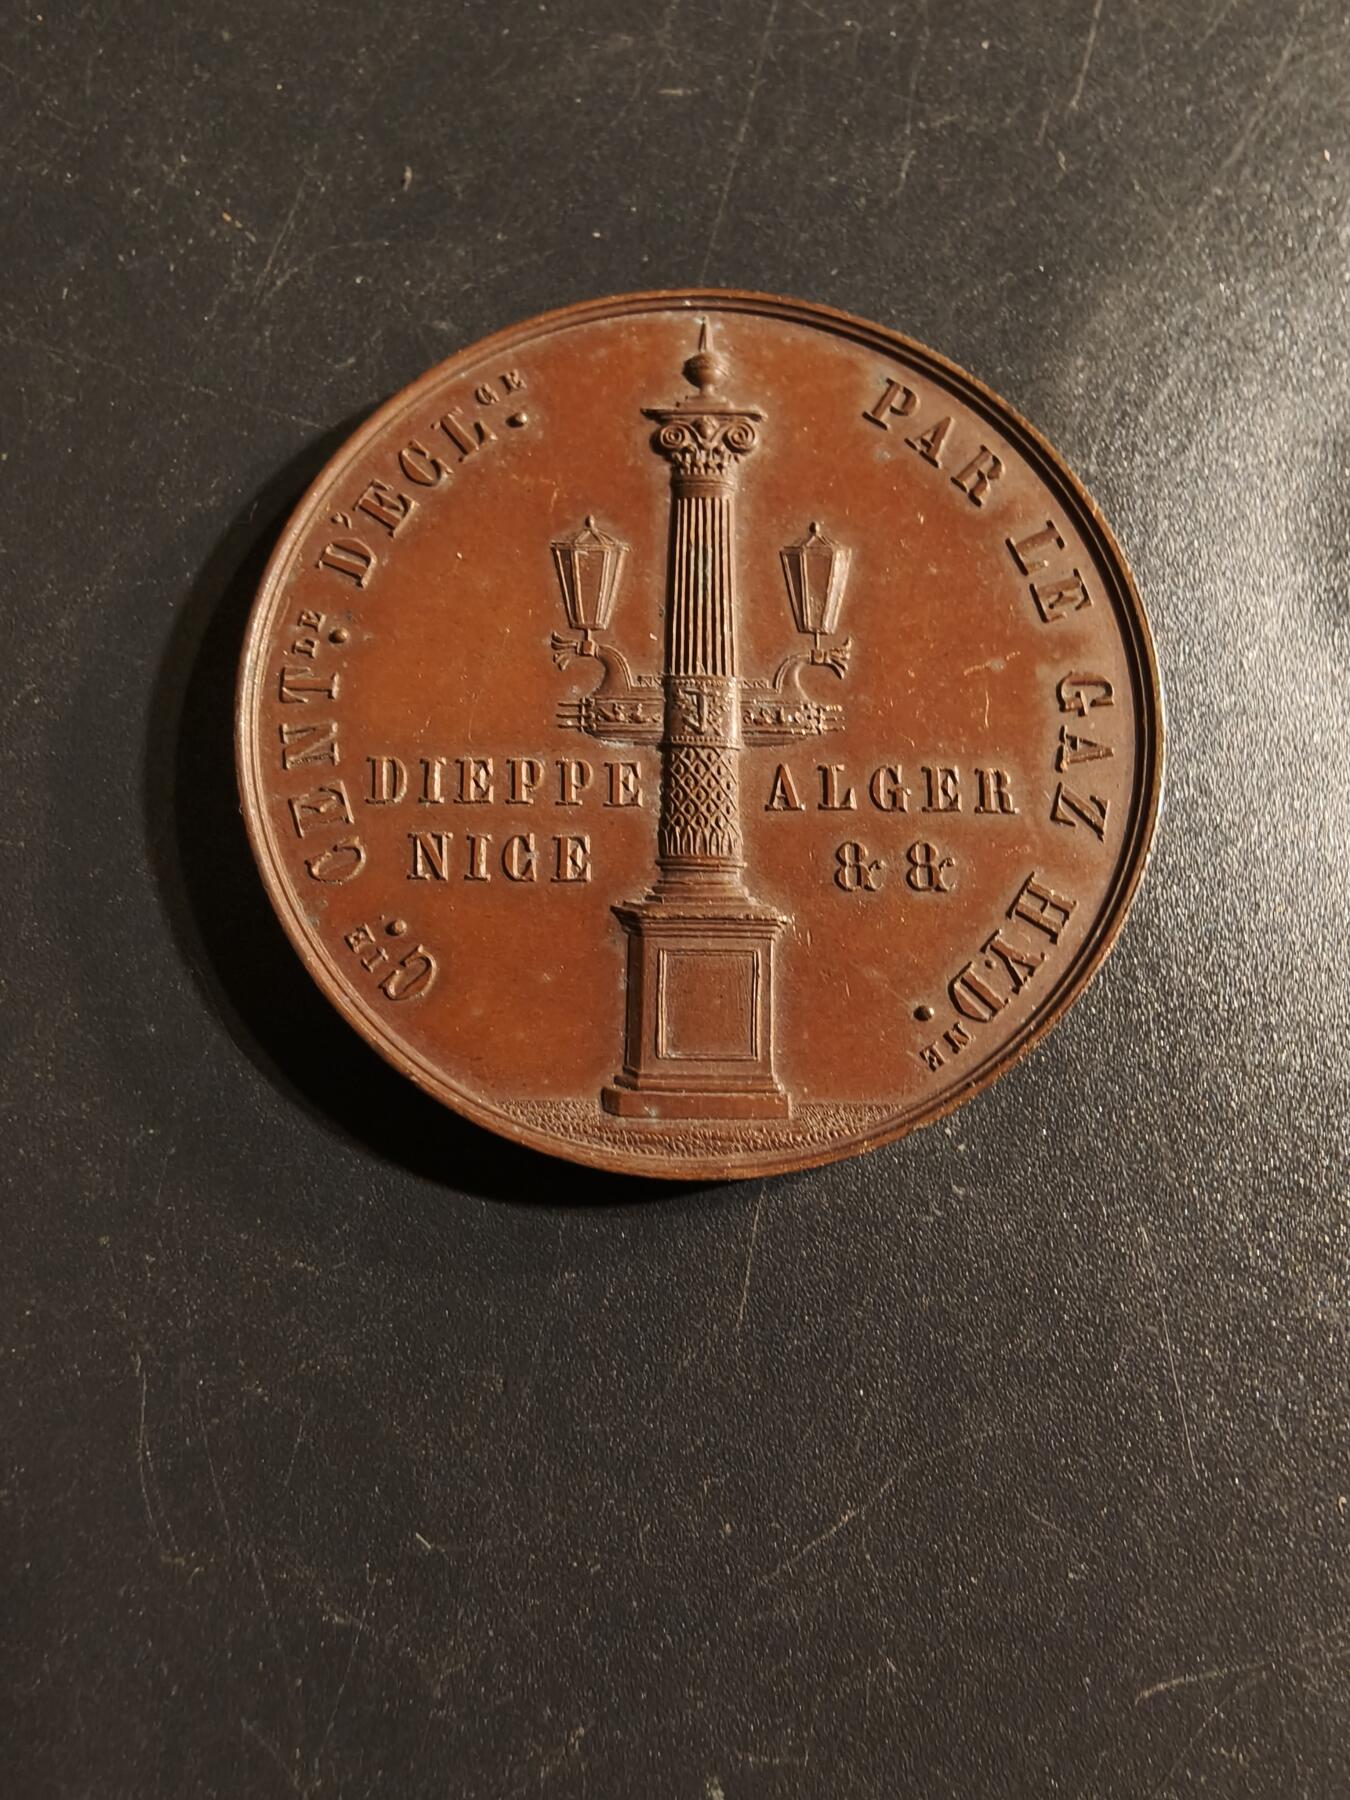 Cᴵᴱ. CENTᴸᴱ. D'ECLᴳᴱ. PAR LE GAZ HYDᴺᴱ.
DIEPPE ALGER
NICE & &